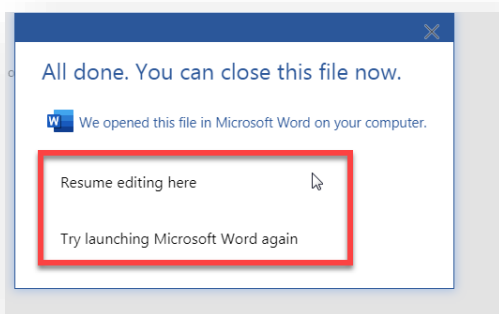 All done. You can close this file now.
We opened this file in Microsoft Word on your computer.
Resume editing here
Try launching Microsoft Word again